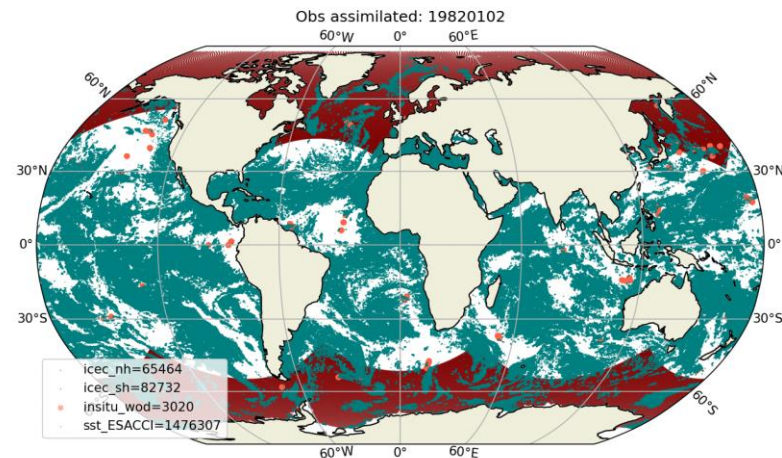 Obs assimilated: 19820102
60°W 0° 60°E
60°N 60°N
30°N 30°N
0° 0°
30°S 30°S
icec_nh=65464
icec_sh=82732
insitu_wod=3020
sst_ESACCI=1476307
60°S
60°W 0° 60°E